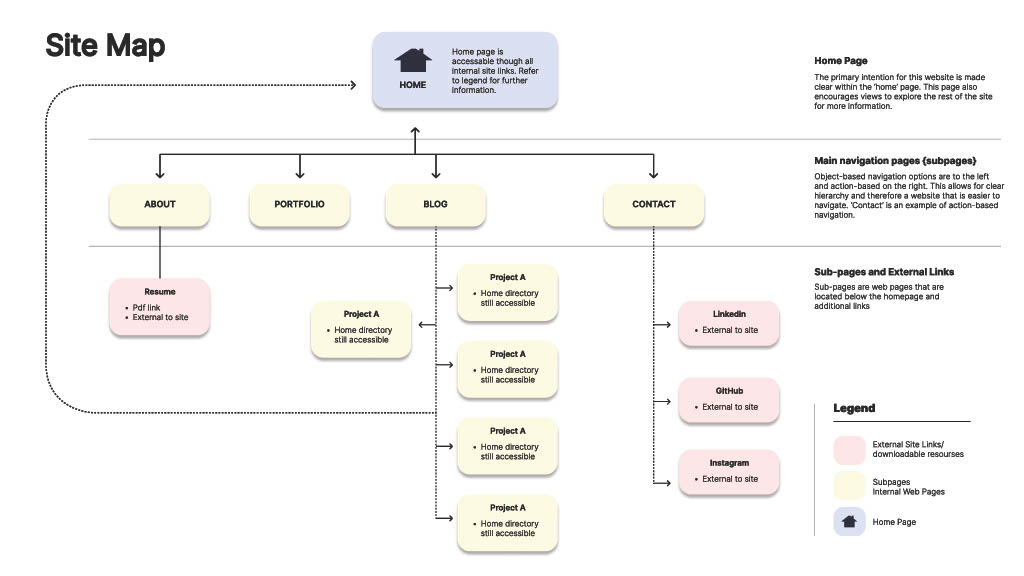 Site Map
Home page is
accessable though all
internal site links. Refer
to legend for further
information.
HOME
Home Page
The primary intention for this website is made
clear within the 'home' page. This page also
encourages views to explore the rest of the site
for more information.
Main navigation pages {subpages}
Object-based navigation options are to the left
and action-based on the right. This allows for clear
hierarchy and therefore a website that is easier to
navigate. 'Contact' is an example of action-based
navigation.
ABOUT
PORTFOLIO
BLOG
CONTACT
Sub-pages and External Links
Sub-pages are web pages that are
located below the homepage and
additional links
Resume
• Pdf link
• External to site
Project A
• Home directory
still accessible
Project A
• Home directory
still accessible
Project A
• Home directory
still accessible
Project A
• Home directory
still accessible
Project A
• Home directory
still accessible
Linkedin
• External to site
GitHub
• External to site
Instagram
• External to site
Legend
External Site Links/
downloadable resourses
Subpages
Internal Web Pages
Home Page